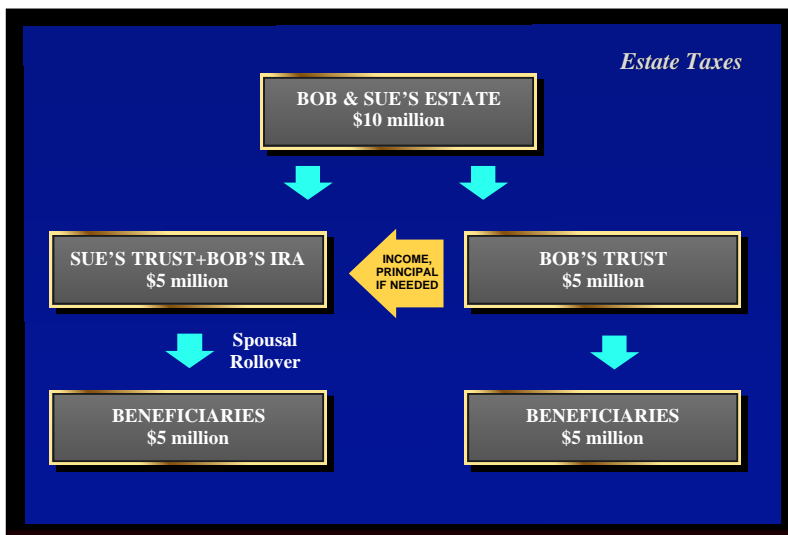 Estate Taxes
BOB & SUE'S ESTATE
$10 million
SUE'S TRUST+BOB'S IRA
$5 million
INCOME,
PRINCIPAL
IF NEEDED
BOB'S TRUST
$5 million
Spousal
Rollover
BENEFICIARIES
$5 million
BENEFICIARIES
$5 million